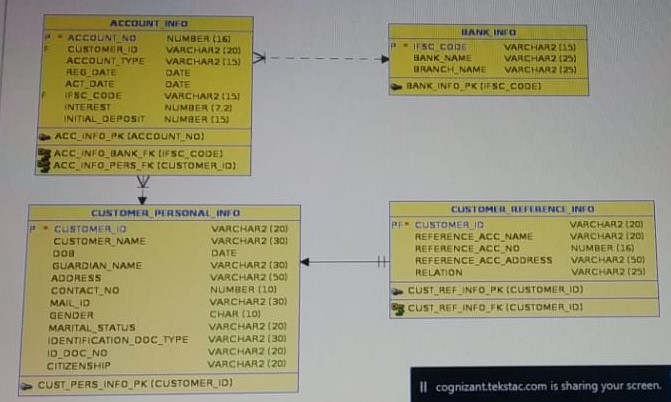 ACCOUNT_INFO
P * ACCOUNT_NO NUMBER (16)
F CUSTOMER_ID VARCHAR2 (20)
ACCOUNT_TYPE VARCHAR2 (15)
REG_DATE DATE
ACT_DATE DATE
F IFSC_CODE VARCHAR2 (15)
INTEREST NUMBER (7,2)
INITIAL_DEPOSIT NUMBER (15)
ACC_INFO_PK (ACCOUNT_NO)
ACC_INFO_BANK_FK (IFSC_CODE)
ACC_INFO_PERS_FK (CUSTOMER_ID)
BANK_INFO
P * IFSC_CODE VARCHAR2 (15)
BANK_NAME VARCHAR2 (25)
BRANCH_NAME VARCHAR2 (25)
BANK_INFO_PK (IFSC_CODE)
CUSTOMER_PERSONAL_INFO
P * CUSTOMER_ID VARCHAR2 (20)
CUSTOMER_NAME VARCHAR2 (30)
DOB DATE
GUARDIAN_NAME VARCHAR2 (30)
ADDRESS VARCHAR2 (50)
CONTACT_NO NUMBER (10)
MAIL_ID VARCHAR2 (30)
GENDER CHAR (10)
MARITAL_STATUS VARCHAR2 (20)
IDENTIFICATION_DOC_TYPE VARCHAR2 (30)
ID_DOC_NO VARCHAR2 (20)
CITIZENSHIP VARCHAR2 (20)
CUST_PERS_INFO_PK (CUSTOMER_ID)
CUSTOMER_REFERENCE_INFO
PF* CUSTOMER_ID VARCHAR2 (20)
REFERENCE_ACC_NAME VARCHAR2 (20)
REFERENCE_ACC_NO NUMBER (16)
REFERENCE_ACC_ADDRESS VARCHAR2 (50)
RELATION VARCHAR2 (25)
CUST_REF_INFO_PK (CUSTOMER_ID)
CUST_REF_INFO_FK (CUSTOMER_ID)
cognizant.tekstac.com is sharing your screen.